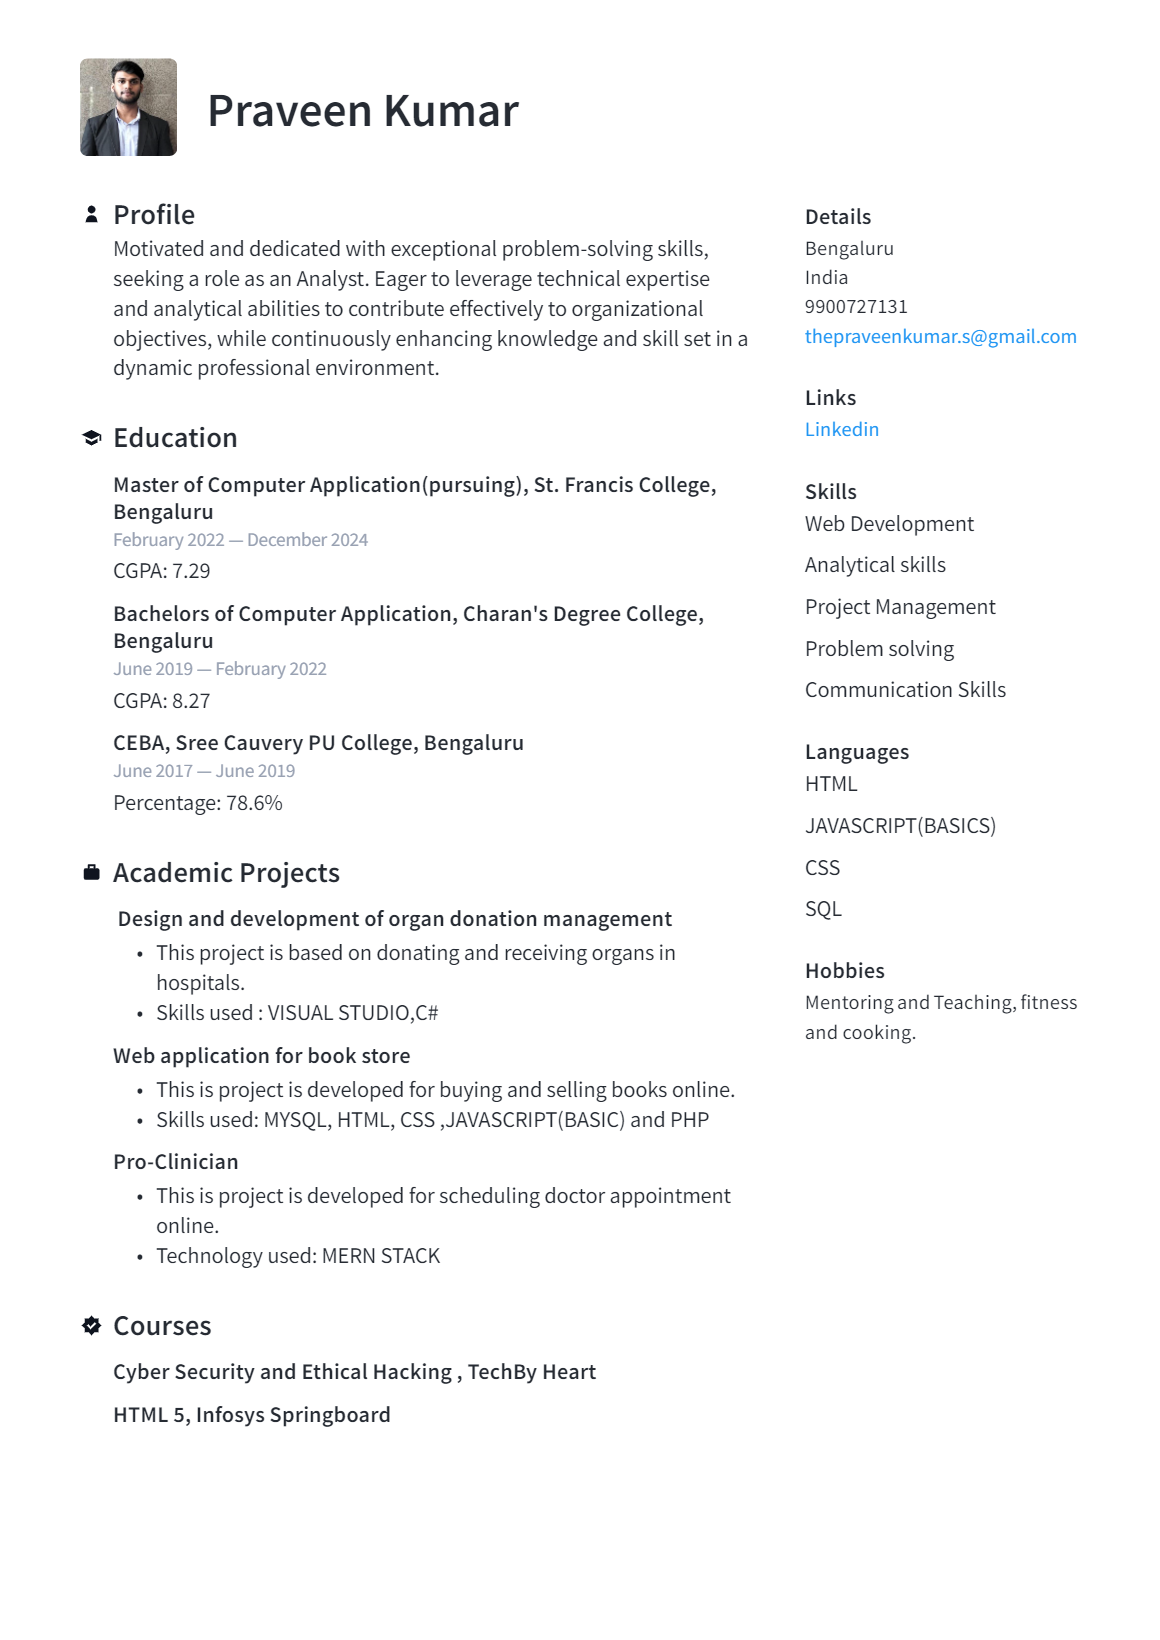 Praveen Kumar
Profile
Motivated and dedicated with exceptional problem-solving skills,
seeking a role as an Analyst. Eager to leverage technical expertise
and analytical abilities to contribute effectively to organizational
objectives, while continuously enhancing knowledge and skill set in a
dynamic professional environment.
Education
Master of Computer Application(pursuing), St. Francis College,
Bengaluru
February 2022 — December 2024
CGPA: 7.29
Bachelors of Computer Application, Charan's Degree College,
Bengaluru
June 2019 — February 2022
CGPA: 8.27
CEBA, Sree Cauvery PU College, Bengaluru
June 2017 — June 2019
Percentage: 78.6%
Academic Projects
Design and development of organ donation management
• This project is based on donating and receiving organs in
hospitals.
• Skills used : VISUAL STUDIO,C#
Web application for book store
• This is project is developed for buying and selling books online.
• Skills used: MYSQL, HTML, CSS ,JAVASCRIPT(BASIC) and PHP
Pro-Clinician
• This is project is developed for scheduling doctor appointment
online.
• Technology used: MERN STACK
Courses
Cyber Security and Ethical Hacking , TechBy Heart
HTML 5, Infosys Springboard
Details
Bengaluru
India
9900727131
thepraveenkumar.s@gmail.com
Links
Linkedin
Skills
Web Development
Analytical skills
Project Management
Problem solving
Communication Skills
Languages
HTML
JAVASCRIPT(BASICS)
CSS
SQL
Hobbies
Mentoring and Teaching, fitness
and cooking.